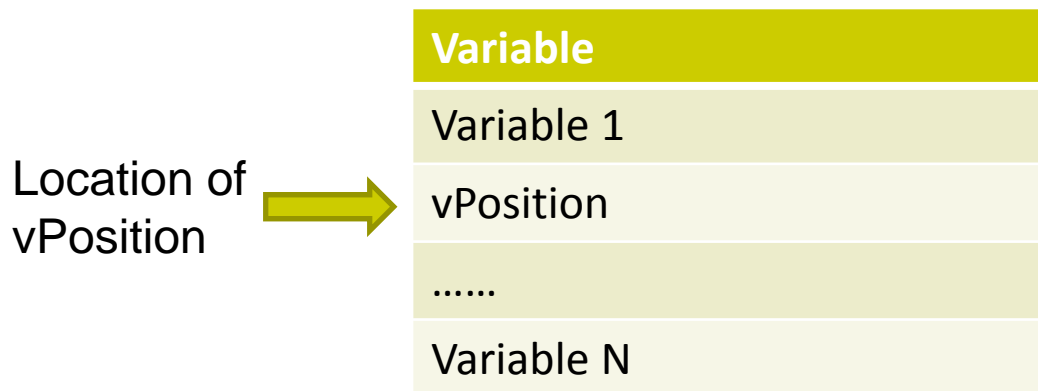 Variable
Variable 1
Location of
vPosition
vPosition
……
Variable N